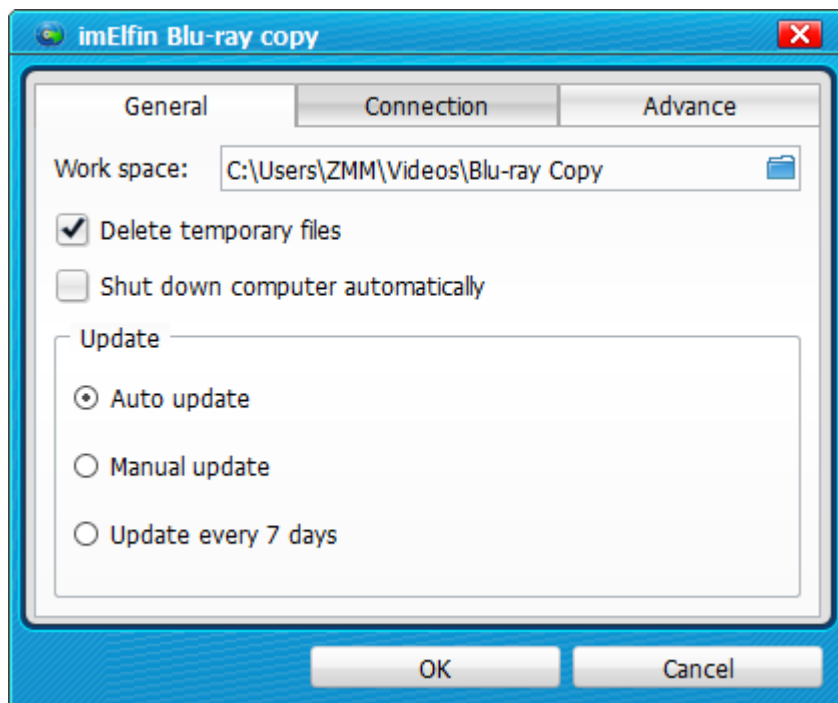 imElfin Blu-ray copy
General Connection Advance
Work space: C:\Users\ZMM\Videos\Blu-ray Copy
Delete temporary files
Shut down computer automatically
Update
Auto update
Manual update
Update every 7 days
OK Cancel